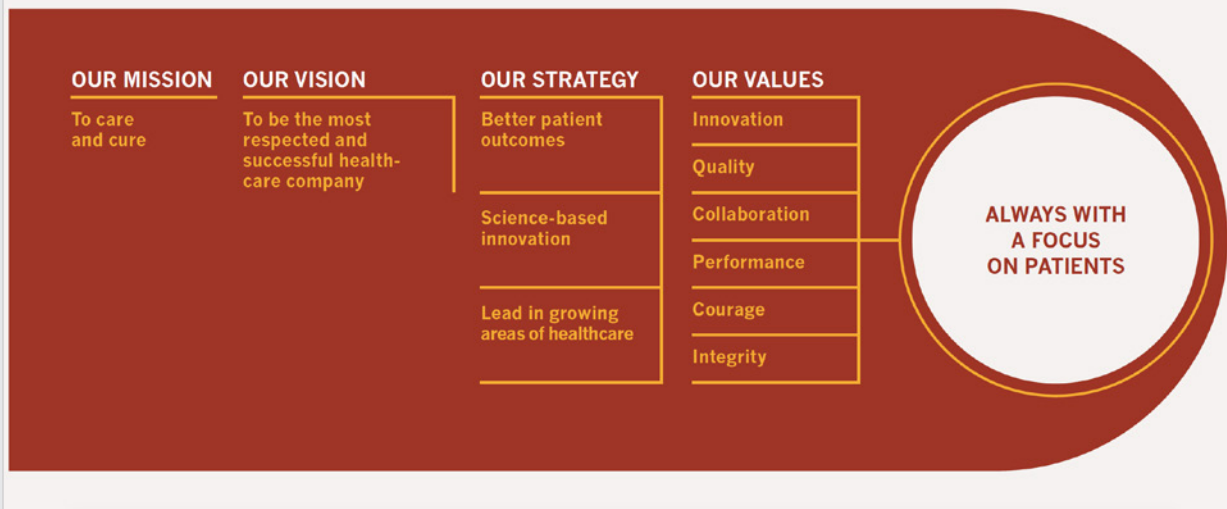 OUR MISSION
To care
and cure
OUR VISION
To be the most
respected and
successful health-
care company
OUR STRATEGY
Better patient
outcomes
Science-based
innovation
Lead in growing
areas of healthcare
OUR VALUES
Innovation
Quality
Collaboration
Performance
Courage
Integrity
ALWAYS WITH
A FOCUS
ON PATIENTS